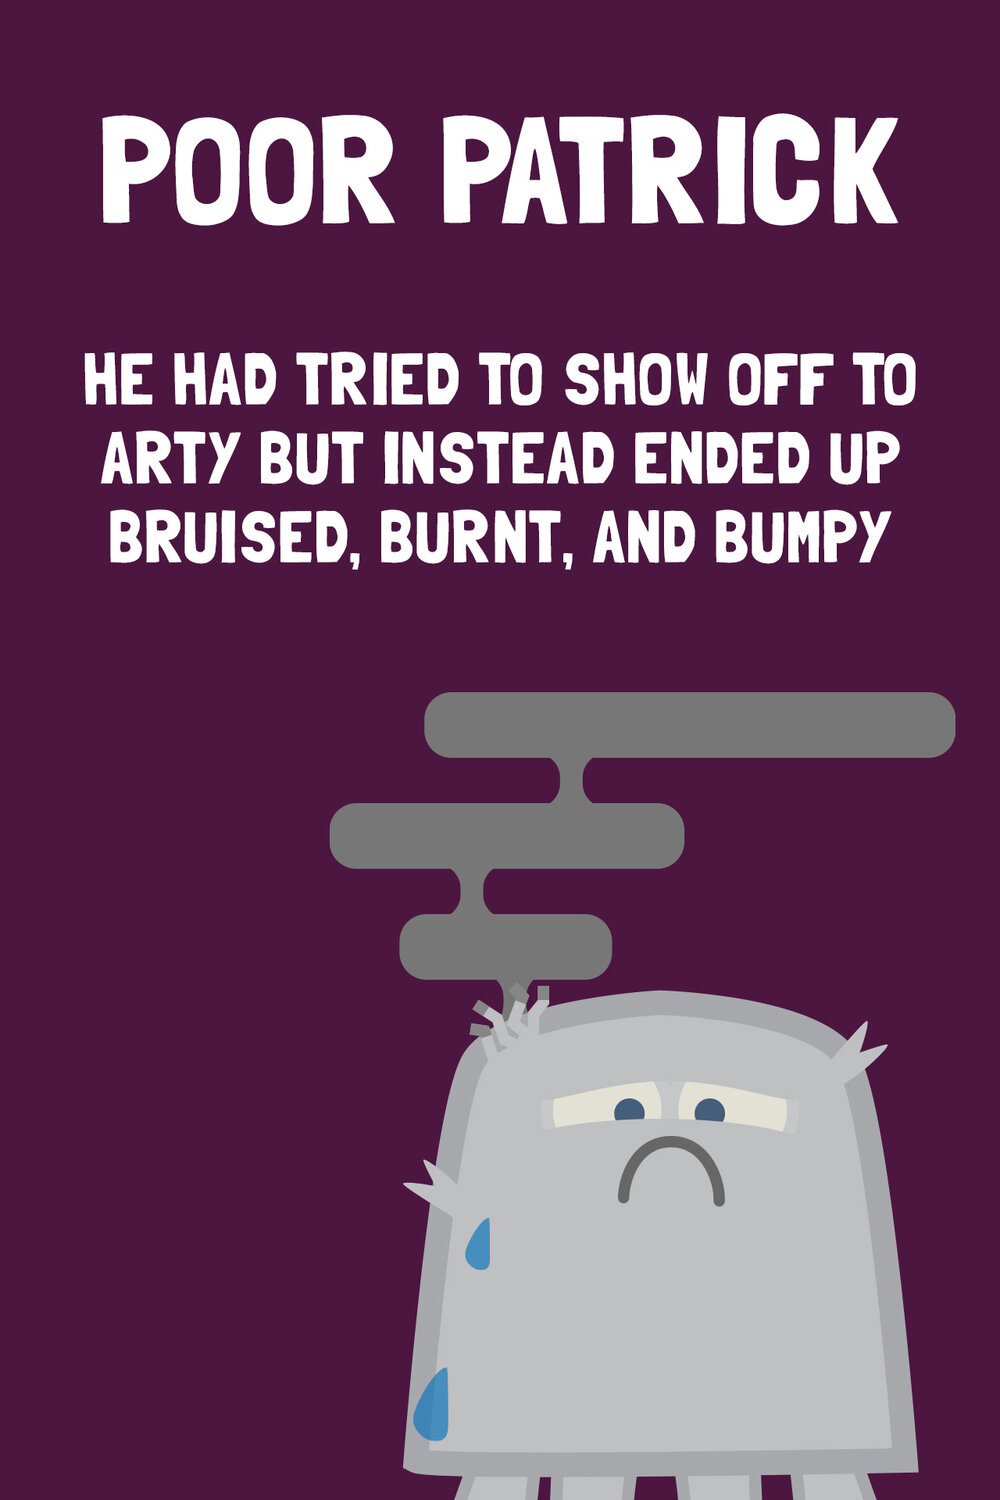 POOR PATRICK
HE HAD TRIED TO SHOW OFF TO
ARTY BUT INSTEAD ENDED UP
BRUISED, BURNT, AND BUMPY